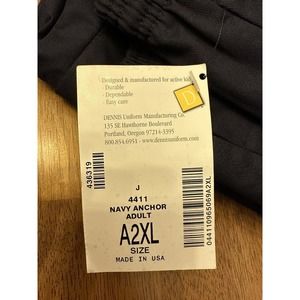 Designed & manufactured for active kids
· Durable
· Dependable
· Easy care
D
DENNIS Uniform Manufacturing Co.
135 SE Hawthorne Boulevard
Portland, Oregon 97214-3395
800.854.6951 · www.dennisuniform.com
436319
J
4411
NAVY ANCHOR
ADULT
A2XL
SIZE
MADE IN USA
044110965069A2XL